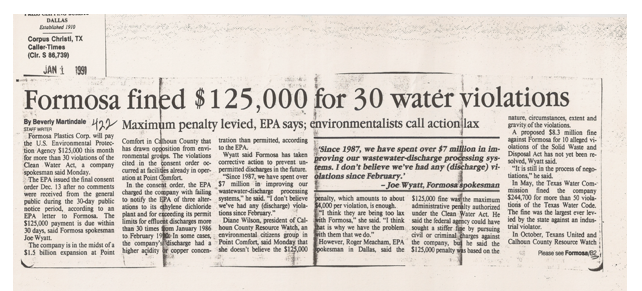 DALLAS
Established 1910
Corpus Christi, TX
Caller-Times
(Cir. S 86,739)
JAN 1 1991
Formosa fined $125,000 for 30 water violations
By Beverly Martindale
STAFF WRITER
422
Maximum penalty levied, EPA says; environmentalists call action lax
Formosa Plastics Corp. will pay
the U.S. Environmental Protec-
tion Agency $125,000 this month
for more than 30 violations of the
Clean Water Act, a company
spokesman said Monday.
The EPA issued the final consent
order Dec. 13 after no comments
were received from the general
public during the 30-day public
notice period, according to an
EPA letter to Formosa. The
$125,000 payment is due within
30 days, said Formosa spokesman
Joe Wyatt.
The company is in the midst of a
$1.5 billion expansion at Point
Comfort in Calhoun County that
has drawn opposition from envi-
ronmental groups. The violations
cited in the consent order oc-
curred at facilities already in oper-
ation at Point Comfort.
In the consent order, the EPA
charged the company with failing
to notify the EPA of three alter-
ations to its ethylene dichloride
plant and for exceeding its permit
limits for effluent discharges more
than 30 times from January 1986
to February 1990. In some cases,
the company's discharge had a
higher acidity or copper concen-
tration than permitted, according
to the EPA.
Wyatt said Formosa has taken
corrective action to prevent un-
permitted discharges in the future.
"Since 1987, we have spent over
$7 million in improving our
wastewater-discharge processing
systems," he said. "I don't believe
we've had any (discharge) viola-
tions since February."
Diane Wilson, president of Cal-
houn County Resource Watch, an
environmental citizens group in
Point Comfort, said Monday that
she doesn't believe the $125,000
'Since 1987, we have spent over $7 million in im-
proving our wastewater-discharge processing sys-
tems. I don't believe we've had any (discharge) vi-
olations since February.'
– Joe Wyatt, Formosa spokesman
penalty, which amounts to about
$4,000 per violation, is enough.
"I think they are being too lax
with Formosa," she said. "I think
that is why we have the problem
with them that we do."
However, Roger Meacham, EPA
spokesman in Dallas, said the
$125,000 fine was the maximum
administrative penalty authorized
under the Clean Water Act. He
said the federal agency could have
sought a stiffer fine by pursuing
civil or criminal charges against
the company, but he said the
$125,000 penalty was based on the
nature, circumstances, extent and
gravity of the violations.
A proposed $8.3 million fine
against Formosa for 10 alleged vi-
olations of the Solid Waste and
Disposal Act has not yet been re-
solved, Wyatt said.
"It is still in the process of nego-
tiations," he said.
In May, the Texas Water Com-
mission fined the company
$244,700 for more than 50 viola-
tions of the Texas Water Code.
The fine was the largest ever lev-
ied by the state against an indus-
trial violator.
In October, Texans United and
Calhoun County Resource Watch
Please see Formosa/B2